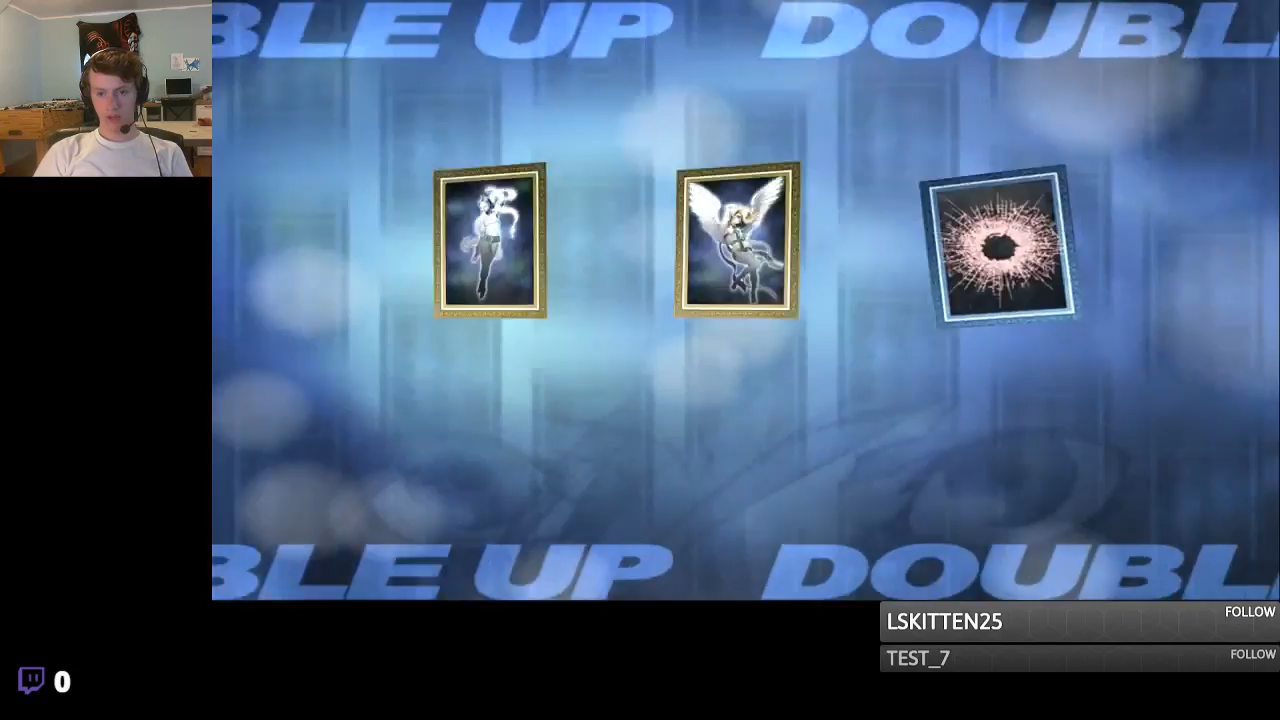 BLE UP DOUBL
BLE UP DOUBL
LSKITTEN25 FOLLOW
TEST_7 FOLLOW
0